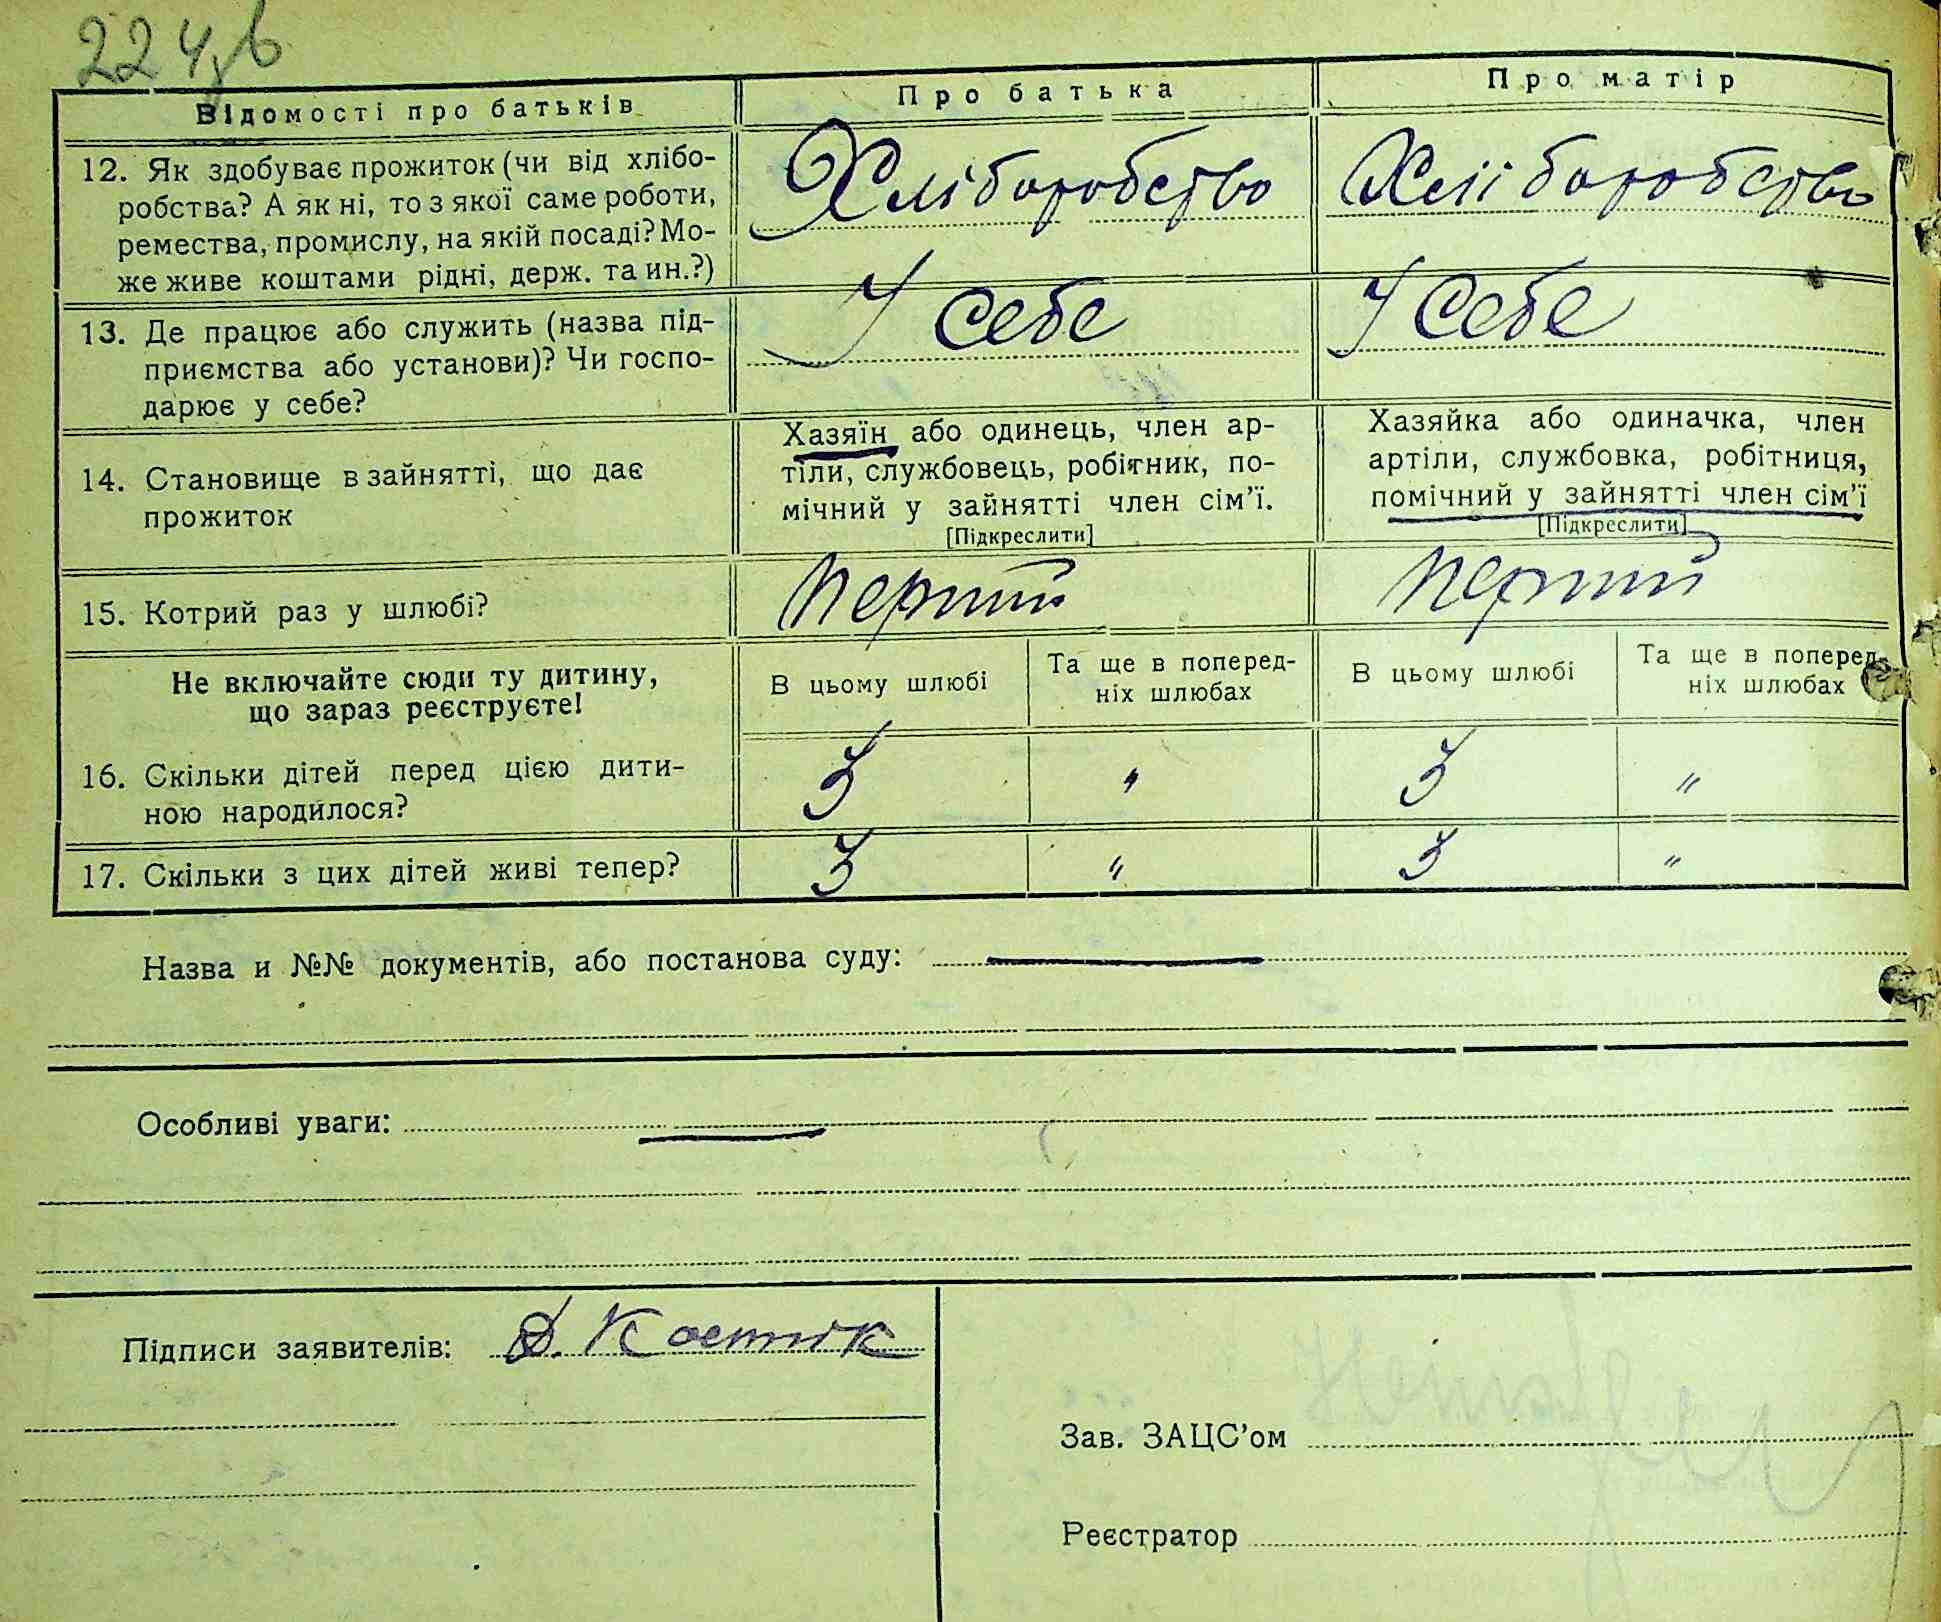 224зв
Відомості про батьків
Про батька
Про матір
12. Як здобуває прожиток (чи від хлібо-
робства? А як ні, то з якої саме роботи,
ремества, промислу, на якій посаді? Мо-
же живе коштами рідні, держ. та ин.?)
Хліборобство
Хліборобство
13. Де працює або служить (назва під-
приємства або установи)? Чи госпо-
дарює у себе?
У себе
У себе
14. Становище в зайнятті, що дає
прожиток
Хазяїн або одинець, член ар-
тіли, службовець, робітник, по-
мічний у зайнятті член сім’ї.
[Підкреслити]
Хазяйка або одиначка, член
артіли, службовка, робітниця,
помічний у зайнятті член сім’ї
[Підкреслити]
15. Котрий раз у шлюбі?
Перший
Перший
Не включайте сюди ту дитину,
що зараз реєструєте!
В цьому шлюбі
Та ще в поперед-
ніх шлюбах
В цьому шлюбі
Та ще в поперед-
ніх шлюбах
16. Скільки дітей перед цією дити-
ною народилося?
3 " 3 "
17. Скільки з цих дітей живі тепер?
3 " 3 "
Назва и №№ документів, або постанова суду: —
Особливі уваги: —
Підписи заявителів: Д. Костик
Зав. ЗАЦС’ом
Реєстратор